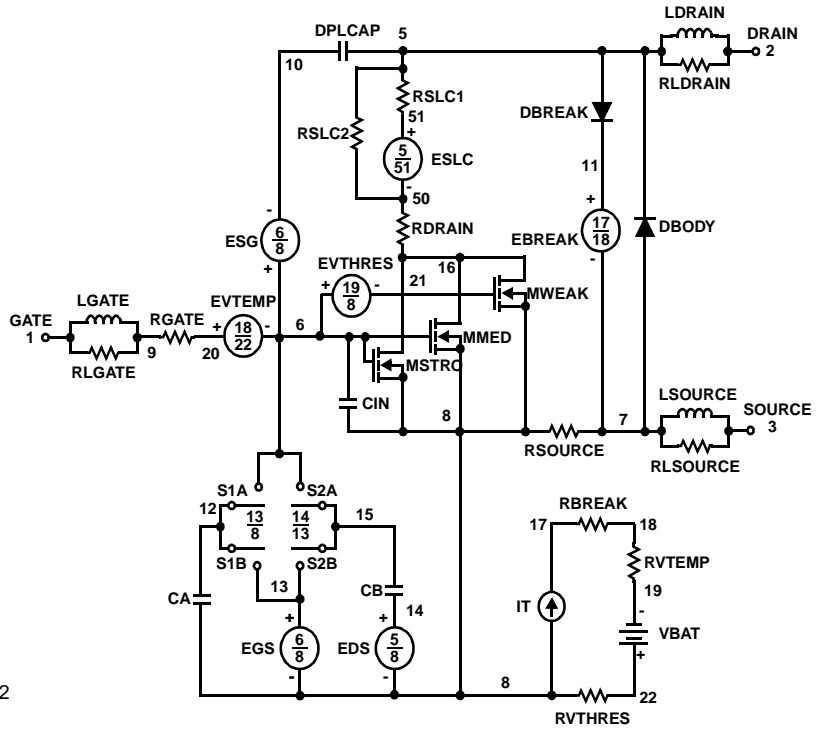 LDRAIN
DPLCAP 5 DRAIN
10 2
RLDRAIN
RSLC1
51
DBREAK
RSLC2
+
5
51
ESLC
11
-
50
-
6
8
ESG
+
RDRAIN
+
17
18
EBREAK
-
DBODY
EVTHRES
16
21
+ 19
8 -
MWEAK
LGATE
EVTEMP
GATE
1
RGATE
+ 18
22 -
6
MMED
9
20
RLGATE
MSTRO
CIN
8
LSOURCE
7
SOURCE
3
RSOURCE
RLSOURCE
S1A
S2A
12
13
8
14
13
15
S1B
S2B
13
RBREAK
17 18
RVTEMP
CA
CB
19
14
IT
-
VBAT
+
+
EGS
6
8
-
+
EDS
5
8
-
8
22
RVTHRES
2